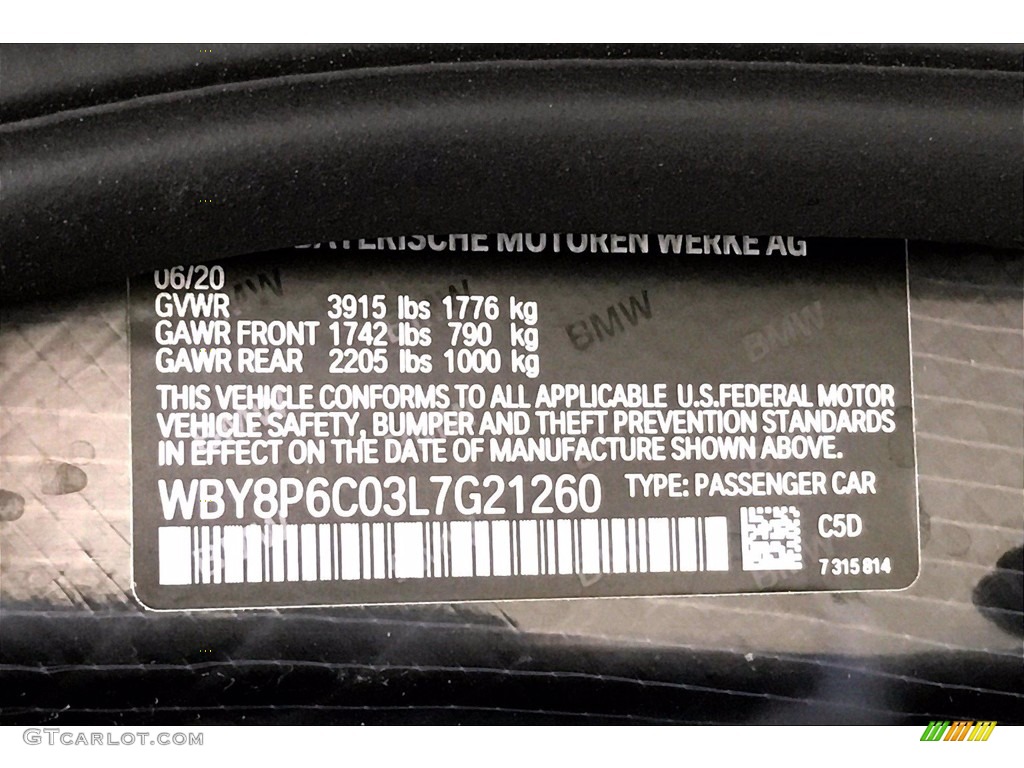 BAYERISCHE MOTOREN WERKE AG
06/20
GVWR 3915 lbs 1776 kg
GAWR FRONT 1742 lbs 790 kg
GAWR REAR 2205 lbs 1000 kg
BMW BMW
THIS VEHICLE CONFORMS TO ALL APPLICABLE U.S.FEDERAL MOTOR
VEHICLE SAFETY, BUMPER AND THEFT PREVENTION STANDARDS
IN EFFECT ON THE DATE OF MANUFACTURE SHOWN ABOVE.
WBY8P6C03L7G21260 TYPE: PASSENGER CAR
C5D
7 315 814
GTCARLOT.COM